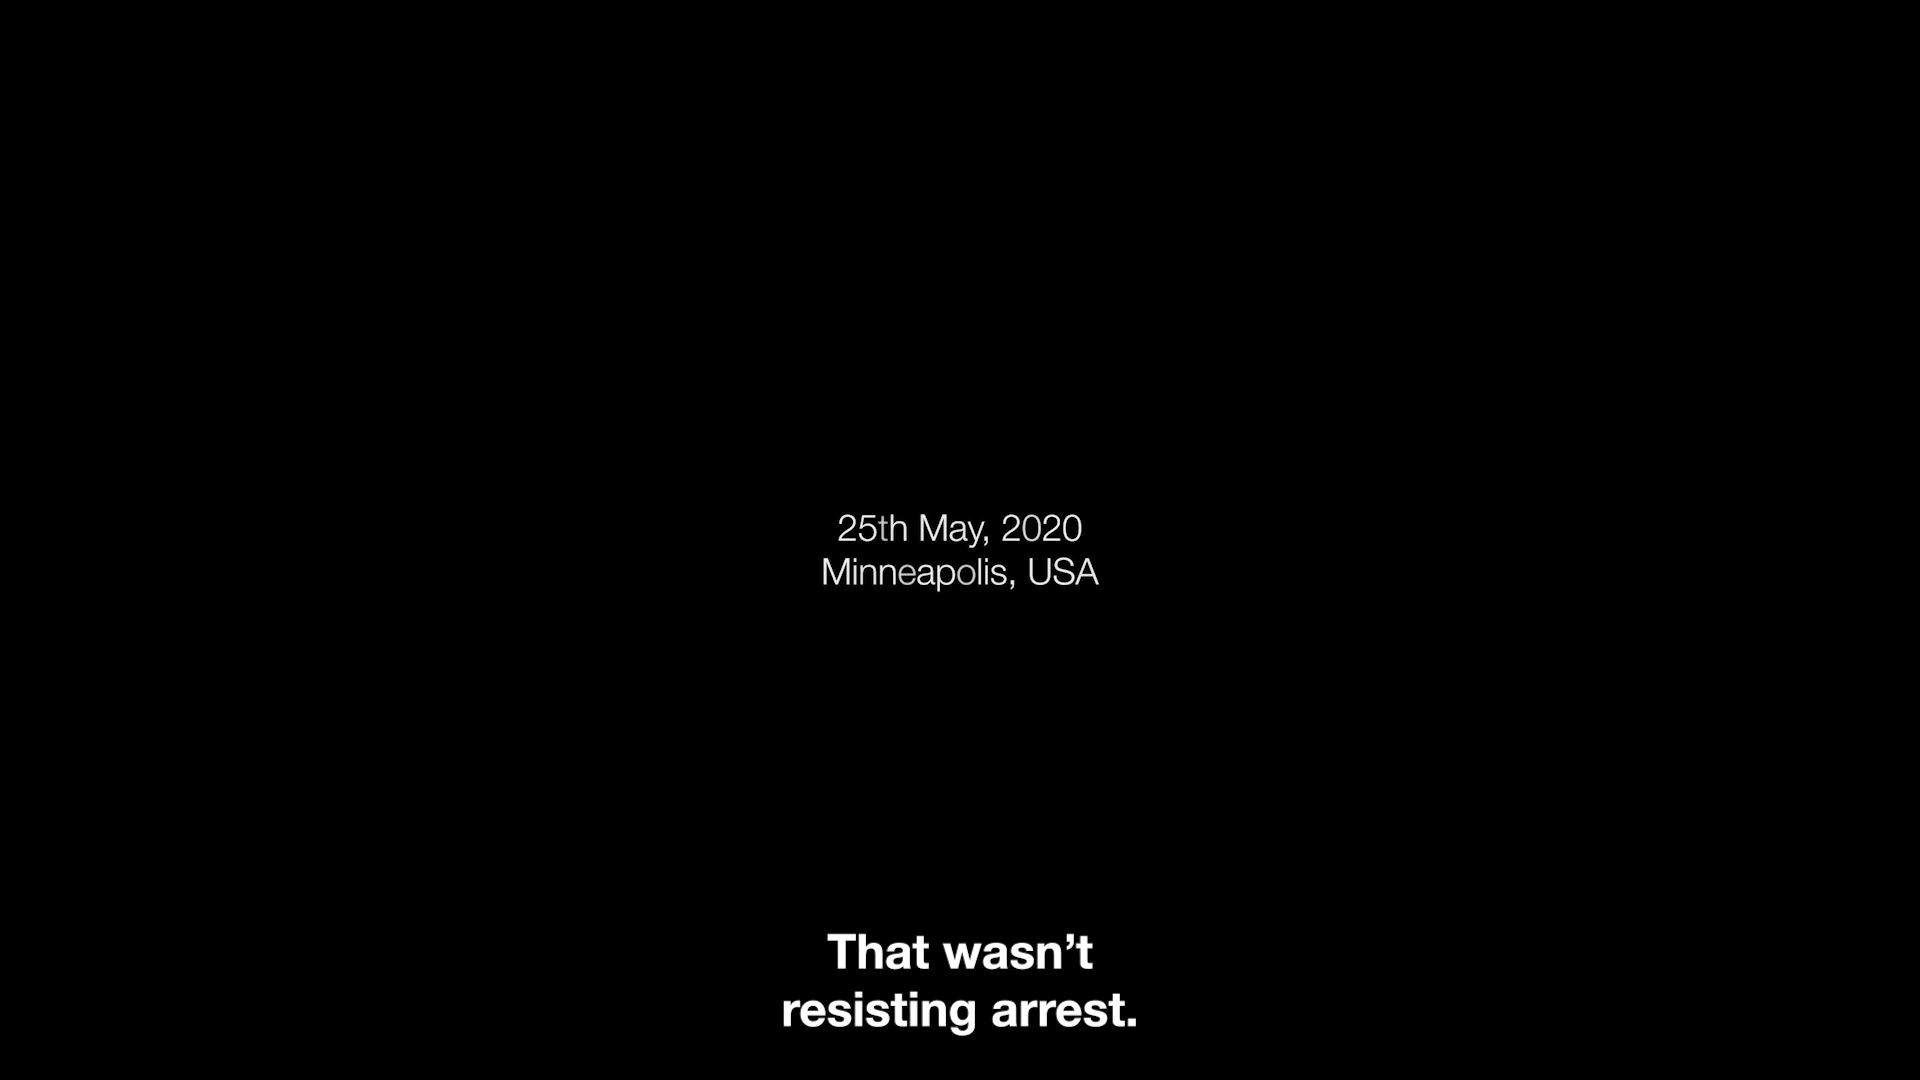 25th May, 2020
Minneapolis, USA
That wasn’t
resisting arrest.